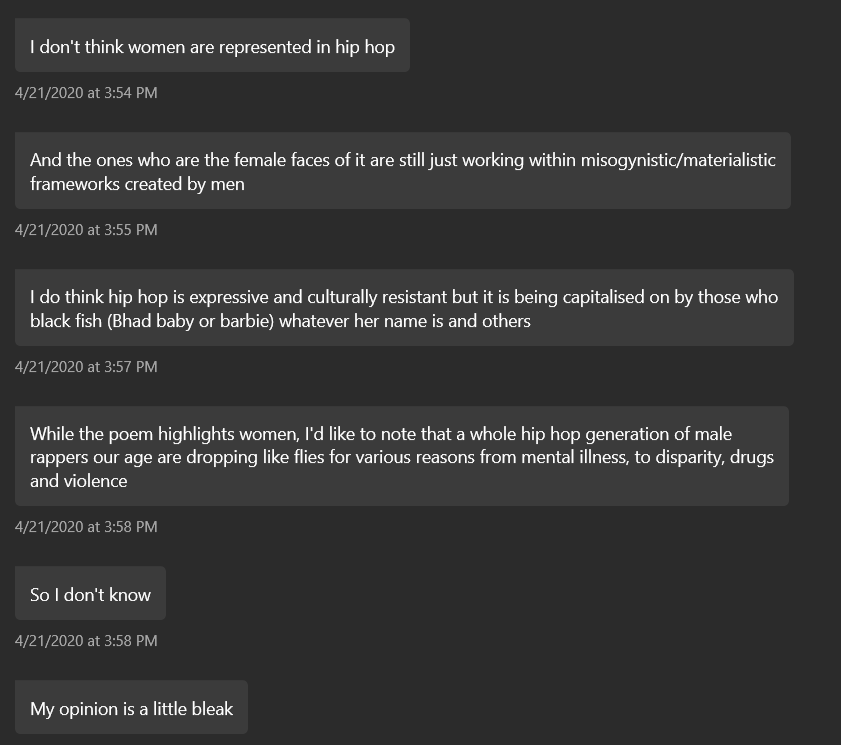 I don't think women are represented in hip hop
4/21/2020 at 3:54 PM
And the ones who are the female faces of it are still just working within misogynistic/materialistic
frameworks created by men
4/21/2020 at 3:55 PM
I do think hip hop is expressive and culturally resistant but it is being capitalised on by those who
black fish (Bhad baby or barbie) whatever her name is and others
4/21/2020 at 3:57 PM
While the poem highlights women, I'd like to note that a whole hip hop generation of male
rappers our age are dropping like flies for various reasons from mental illness, to disparity, drugs
and violence
4/21/2020 at 3:58 PM
So I don't know
4/21/2020 at 3:58 PM
My opinion is a little bleak